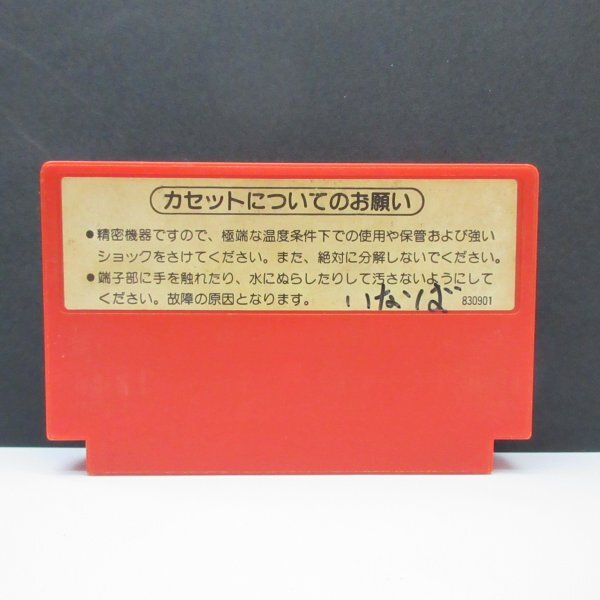 カセットについてのお願い
●精密機器ですので、極端な温度条件下での使用や保管および強い
ショックをさけてください。また、絶対に分解しないでください。
●端子部に手を触れたり、水にぬらしたりして汚さないようにして
ください。故障の原因となります。
いなば
830901